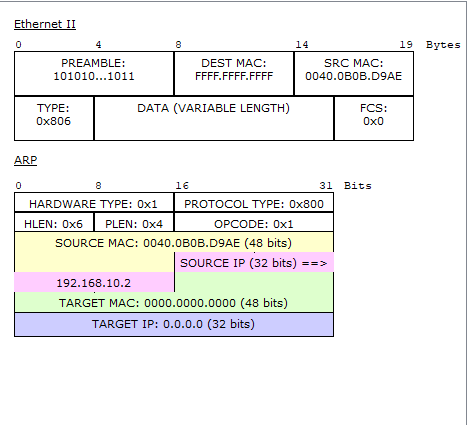 Ethernet II
0 4 8 14 19 Bytes
PREAMBLE: DEST MAC: SRC MAC:
101010...1011 FFFF.FFFF.FFFF 0040.0B0B.D9AE
TYPE: DATA (VARIABLE LENGTH) FCS:
0x806 0x0
ARP
0 8 16 31 Bits
HARDWARE TYPE: 0x1 PROTOCOL TYPE: 0x800
HLEN: 0x6 PLEN: 0x4 OPCODE: 0x1
SOURCE MAC: 0040.0B0B.D9AE (48 bits)
SOURCE IP (32 bits) ==>
192.168.10.2
TARGET MAC: 0000.0000.0000 (48 bits)
TARGET IP: 0.0.0.0 (32 bits)